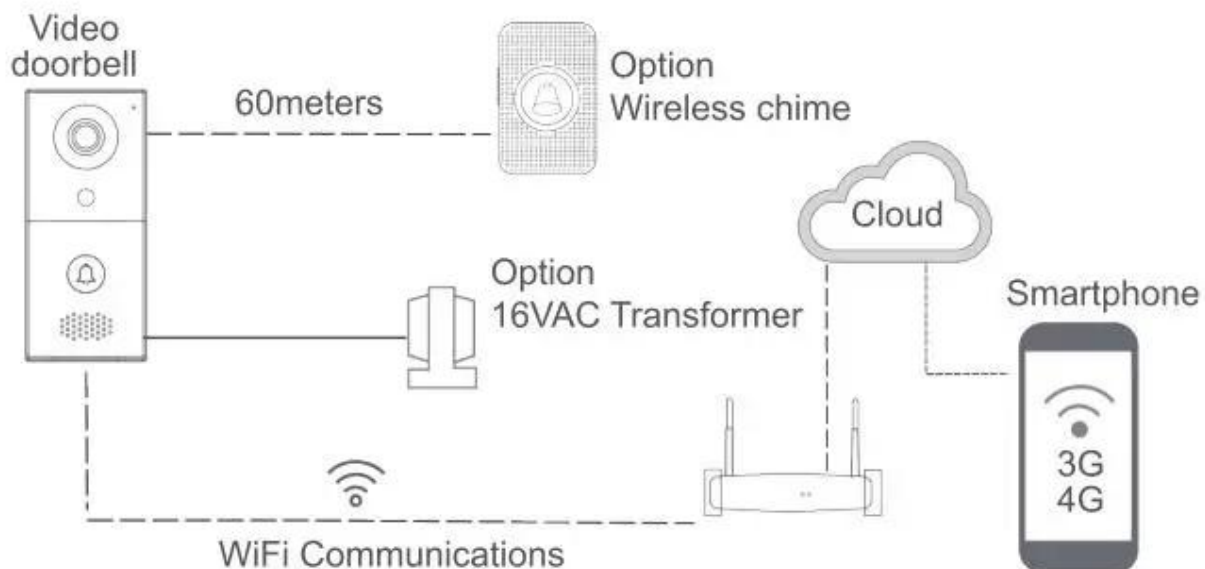 Video
doorbell
60meters
Option
Wireless chime
Cloud
Option
16VAC Transformer
Smartphone
3G
4G
WiFi Communications